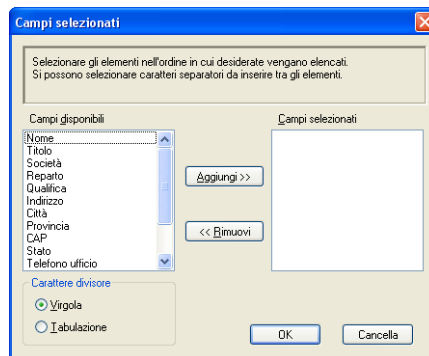 Campi selezionati
Selezionare gli elementi nell'ordine in cui desiderate vengano elencati.
Si possono selezionare caratteri separatori da inserire tra gli elementi.
Campi disponibili
Campi selezionati
Nome
Titolo
Società
Reparto
Qualifica
Indirizzo
Città
Provincia
CAP
Stato
Telefono ufficio
Aggiungi >>
<< Rimuovi
Carattere divisore
Virgola
Tabulazione
OK
Cancella